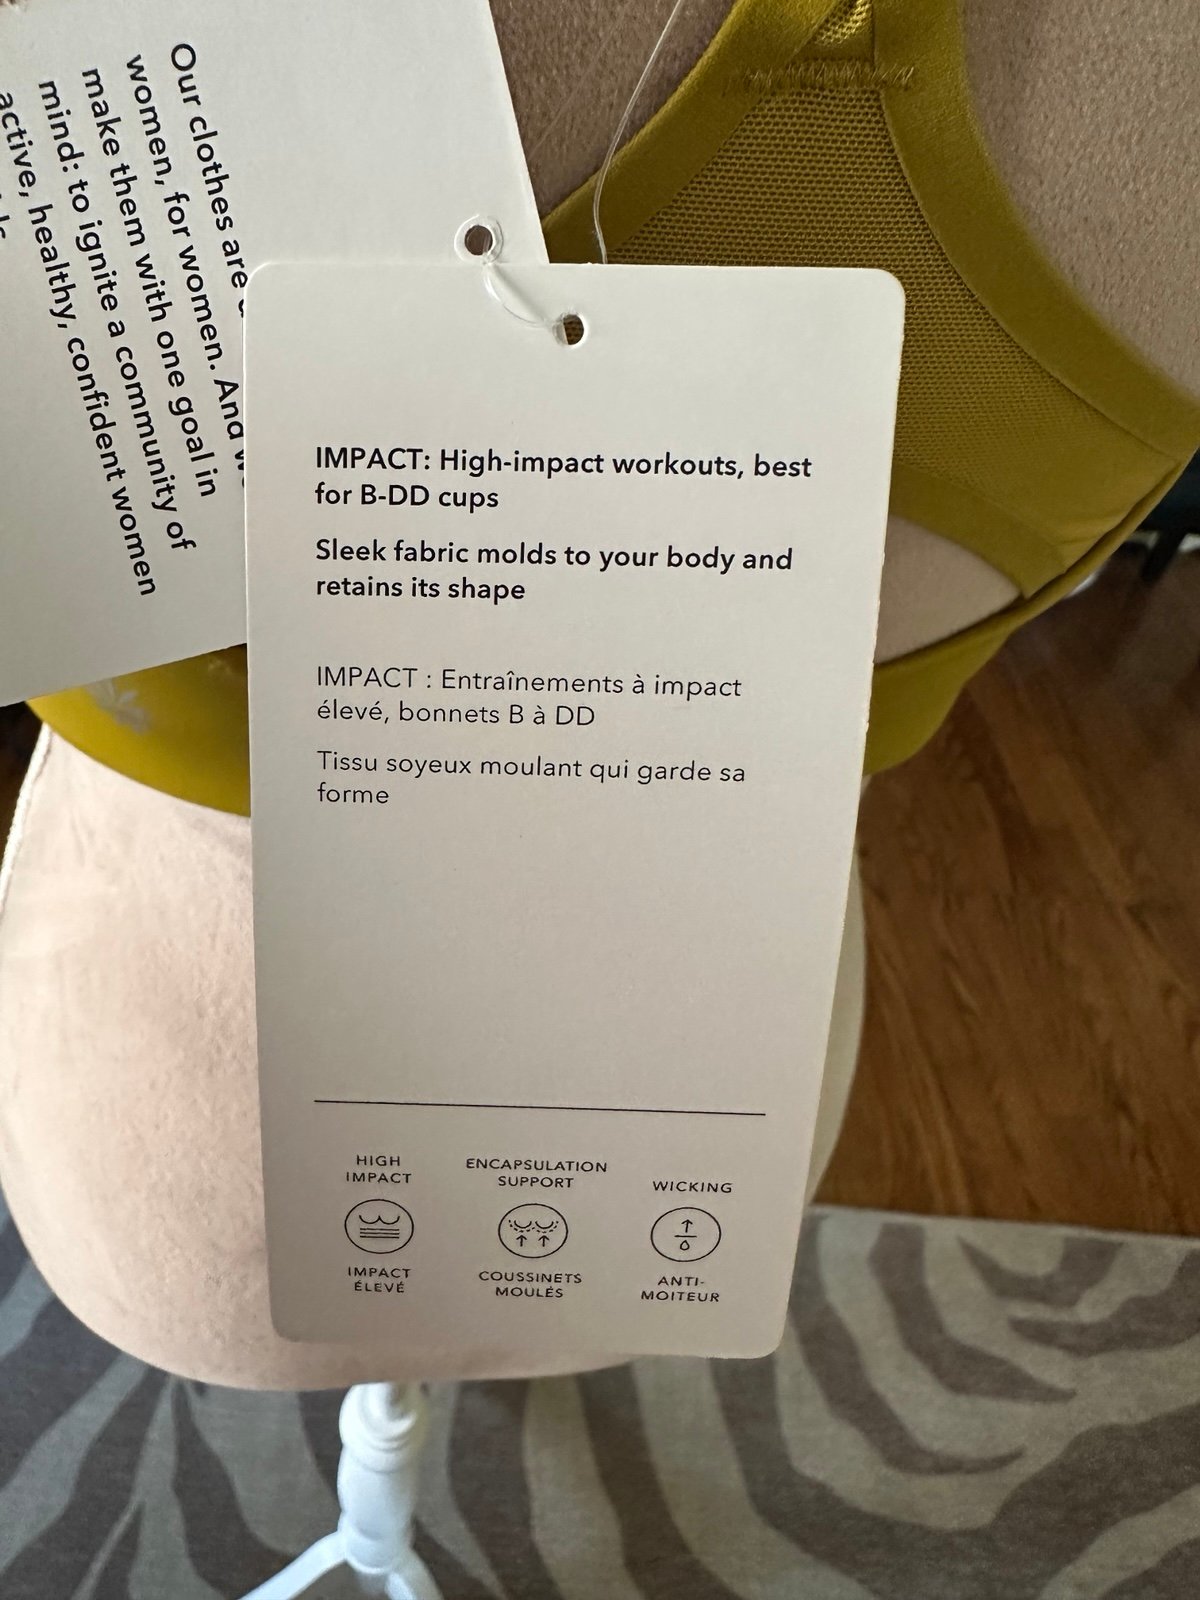 Our clothes are
women, for women. And
make them with one goal in
mind: to ignite a community of
active, healthy, confident women
IMPACT: High-impact workouts, best
for B-DD cups
Sleek fabric molds to your body and
retains its shape
IMPACT : Entraînements à impact
élevé, bonnets B à DD
Tissu soyeux moulant qui garde sa
forme
HIGH
IMPACT
IMPACT
ÉLEVÉ
ENCAPSULATION
SUPPORT
COUSSINETS
MOULÉS
WICKING
ANTI-
MOITEUR